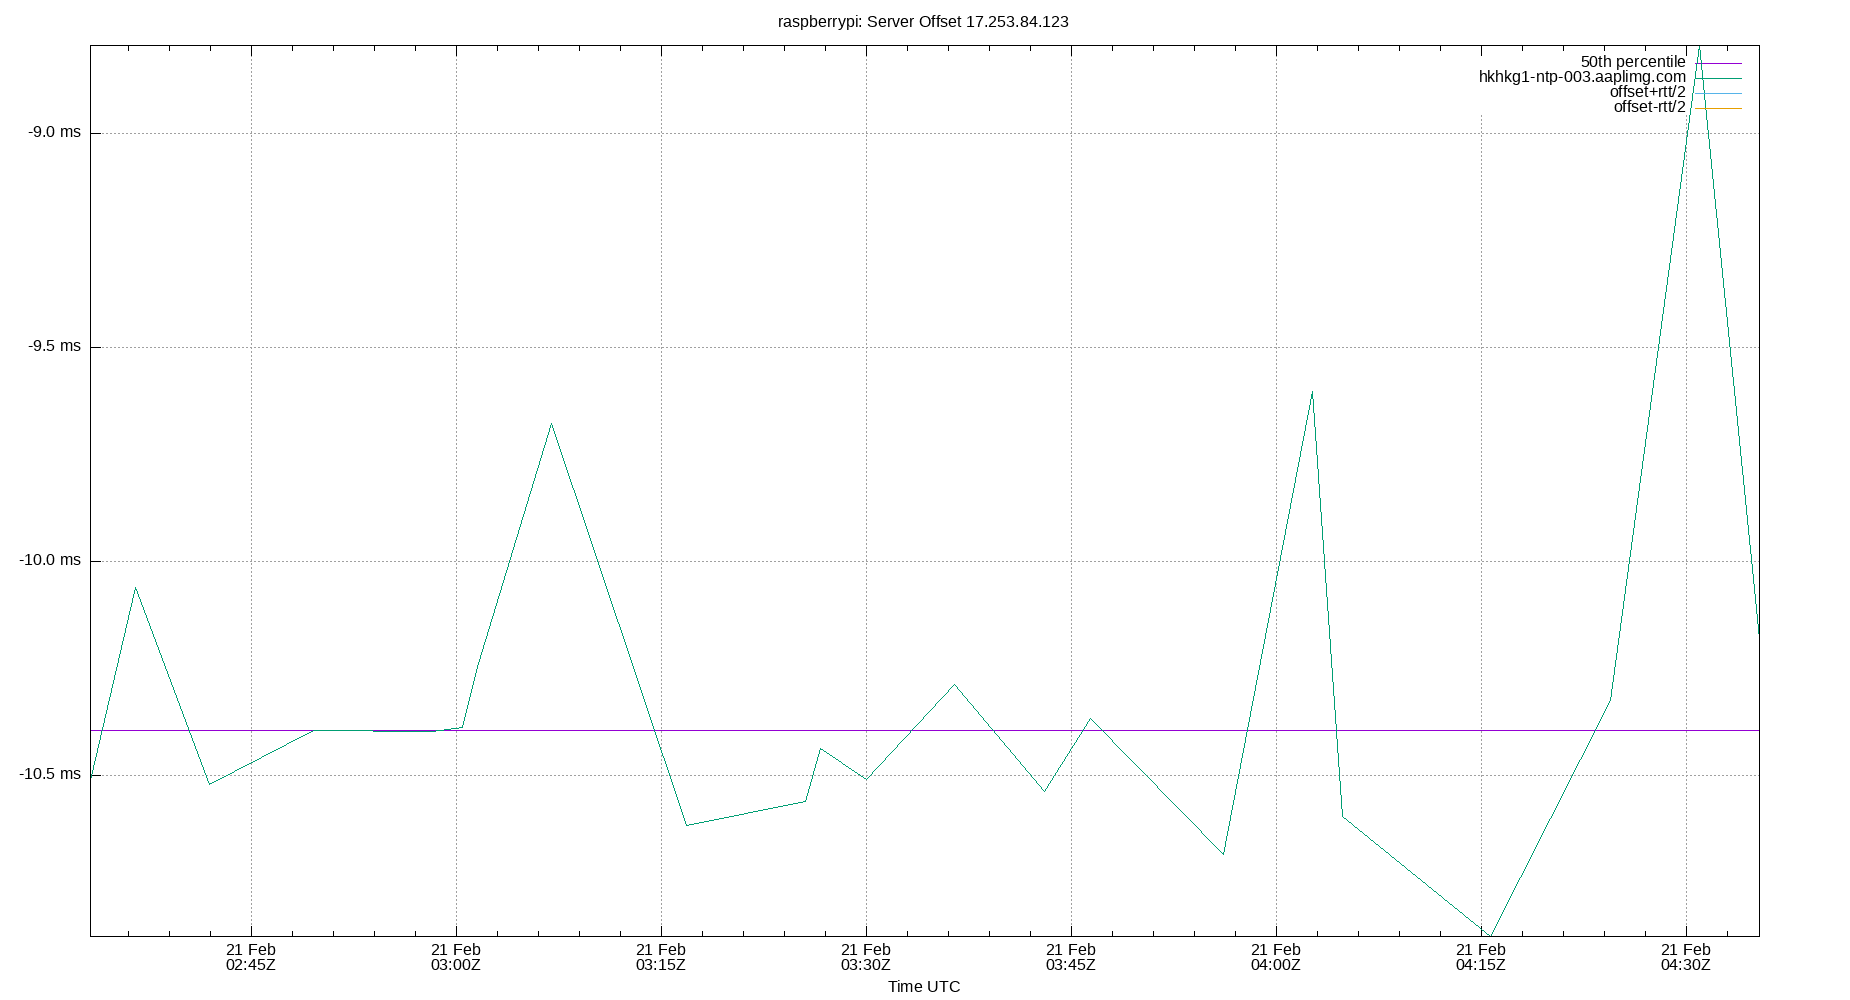 raspberrypi: Server Offset 17.253.84.123
50th percentile
hkhkg1-ntp-003.aaplimg.com
offset+rtt/2
offset-rtt/2
-9.0 ms
-9.5 ms
-10.0 ms
-10.5 ms
21 Feb 21 Feb 21 Feb 21 Feb 21 Feb 21 Feb 21 Feb 21 Feb
02:45Z 03:00Z 03:15Z 03:30Z 03:45Z 04:00Z 04:15Z 04:30Z
Time UTC